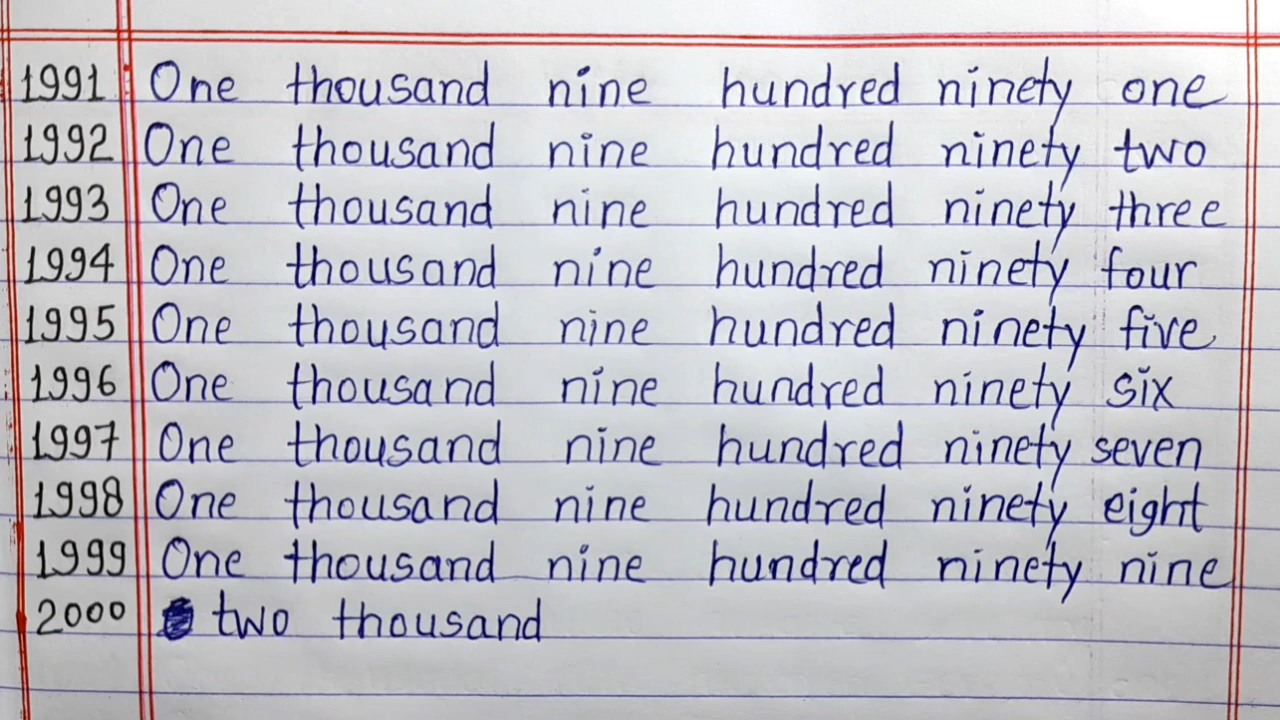 1991 One thousand nine hundred ninety one
1992 One thousand nine hundred ninety two
1993 One thousand nine hundred ninety three
1994 One thousand nine hundred ninety four
1995 One thousand nine hundred ninety five
1996 One thousand nine hundred ninety six
1997 One thousand nine hundred ninety seven
1998 One thousand nine hundred ninety eight
1999 One thousand nine hundred ninety nine
2000 two thousand